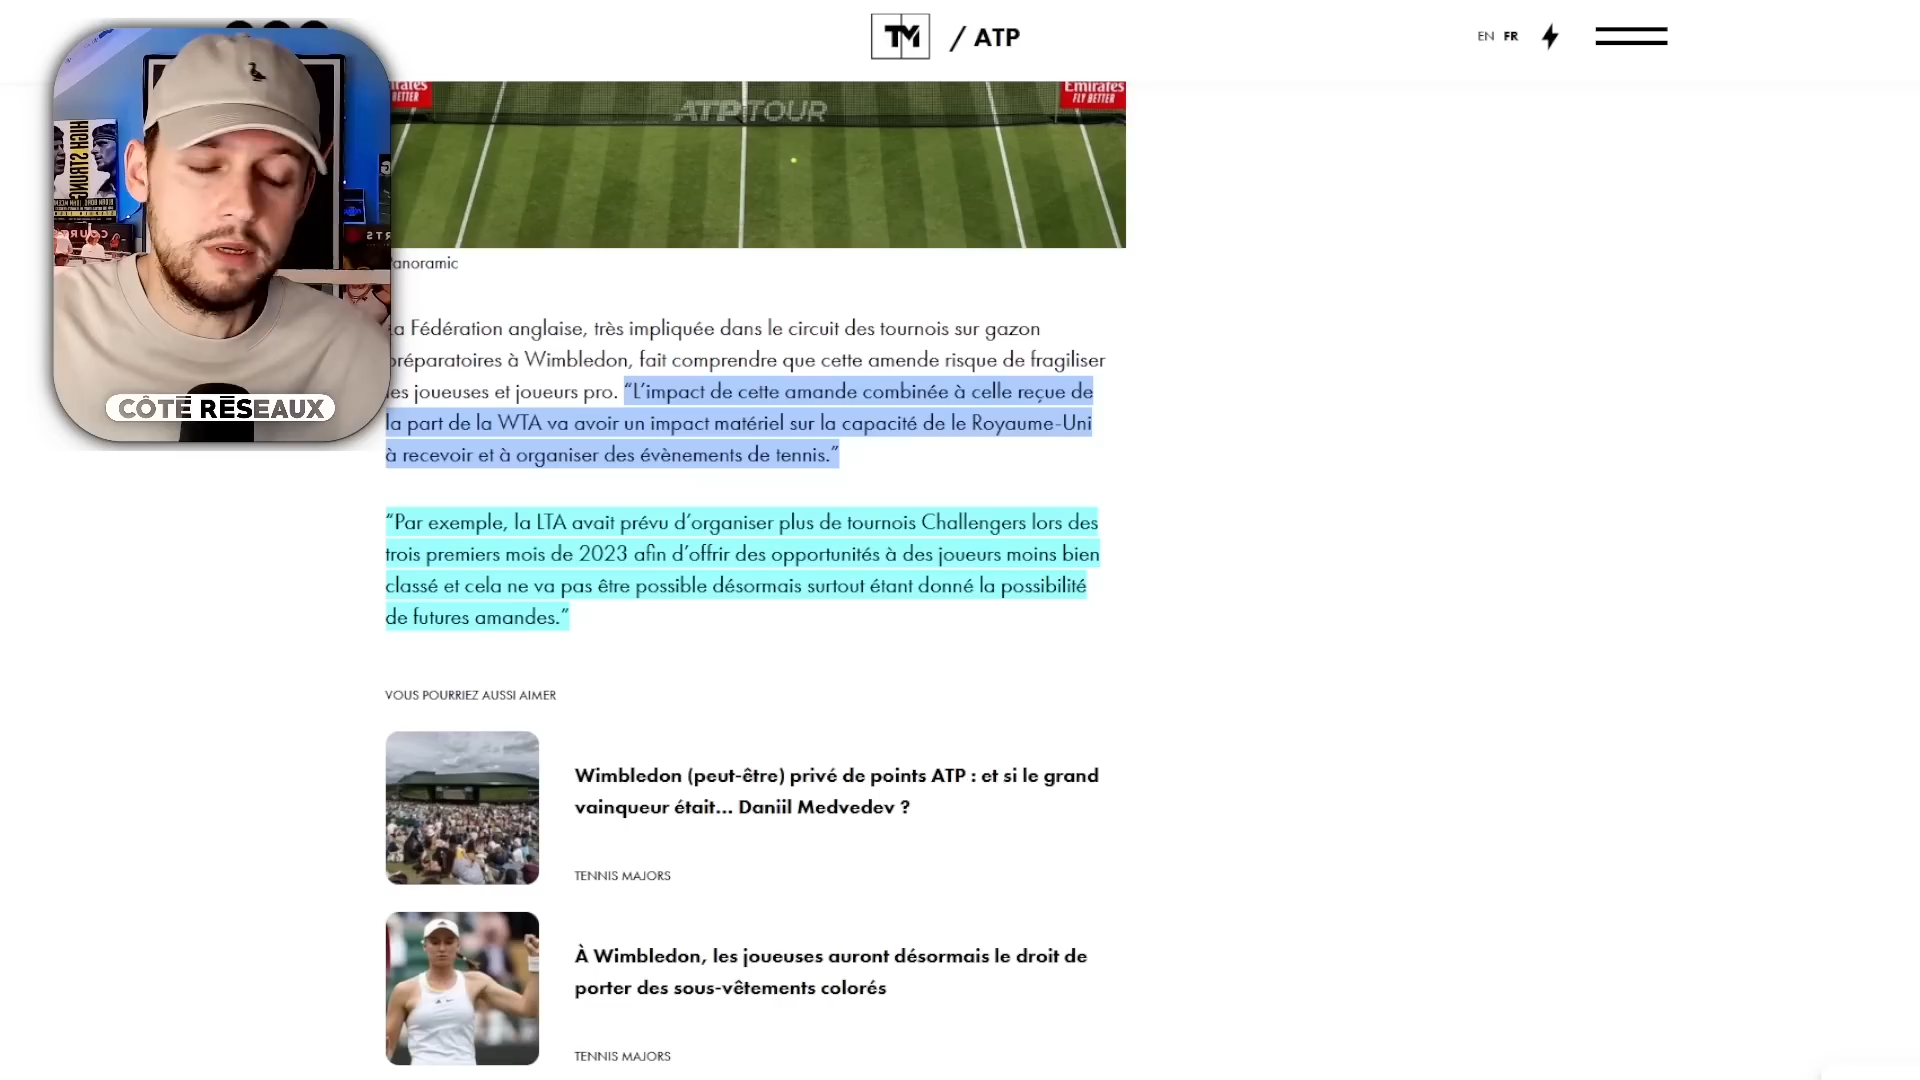 TM / ATP
EN FR
Emirates
FLY BETTER
ATP TOUR
HIGH STRUNG
CÔTÉ RÉSEAUX
Panoramic
La Fédération anglaise, très impliquée dans le circuit des tournois sur gazon
préparatoires à Wimbledon, fait comprendre que cette amende risque de fragiliser
les joueuses et joueurs pro. “L’impact de cette amande combinée à celle reçue de
la part de la WTA va avoir un impact matériel sur la capacité de le Royaume-Uni
à recevoir et à organiser des évènements de tennis.”
“Par exemple, la LTA avait prévu d’organiser plus de tournois Challengers lors des
trois premiers mois de 2023 afin d’offrir des opportunités à des joueurs moins bien
classé et cela ne va pas être possible désormais surtout étant donné la possibilité
de futures amandes.”
VOUS POURRIEZ AUSSI AIMER
Wimbledon (peut-être) privé de points ATP : et si le grand
vainqueur était... Daniil Medvedev ?
TENNIS MAJORS
À Wimbledon, les joueuses auront désormais le droit de
porter des sous-vêtements colorés
TENNIS MAJORS